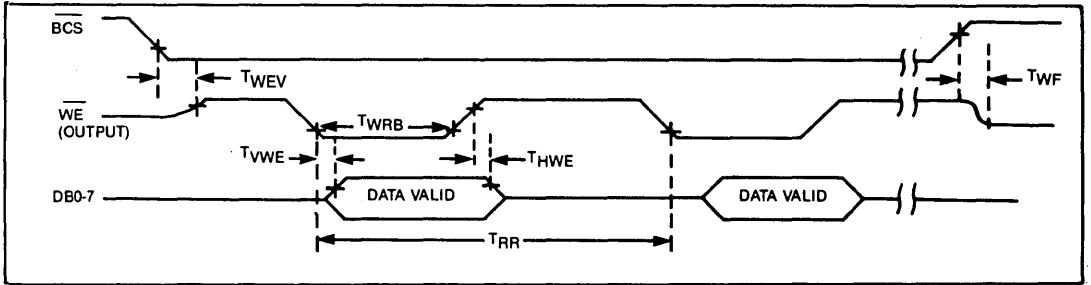 BCS
TWEV
TWF
WE
(OUTPUT)
TWRB
TVWE
THWE
DB0-7
DATA VALID
DATA VALID
TRR